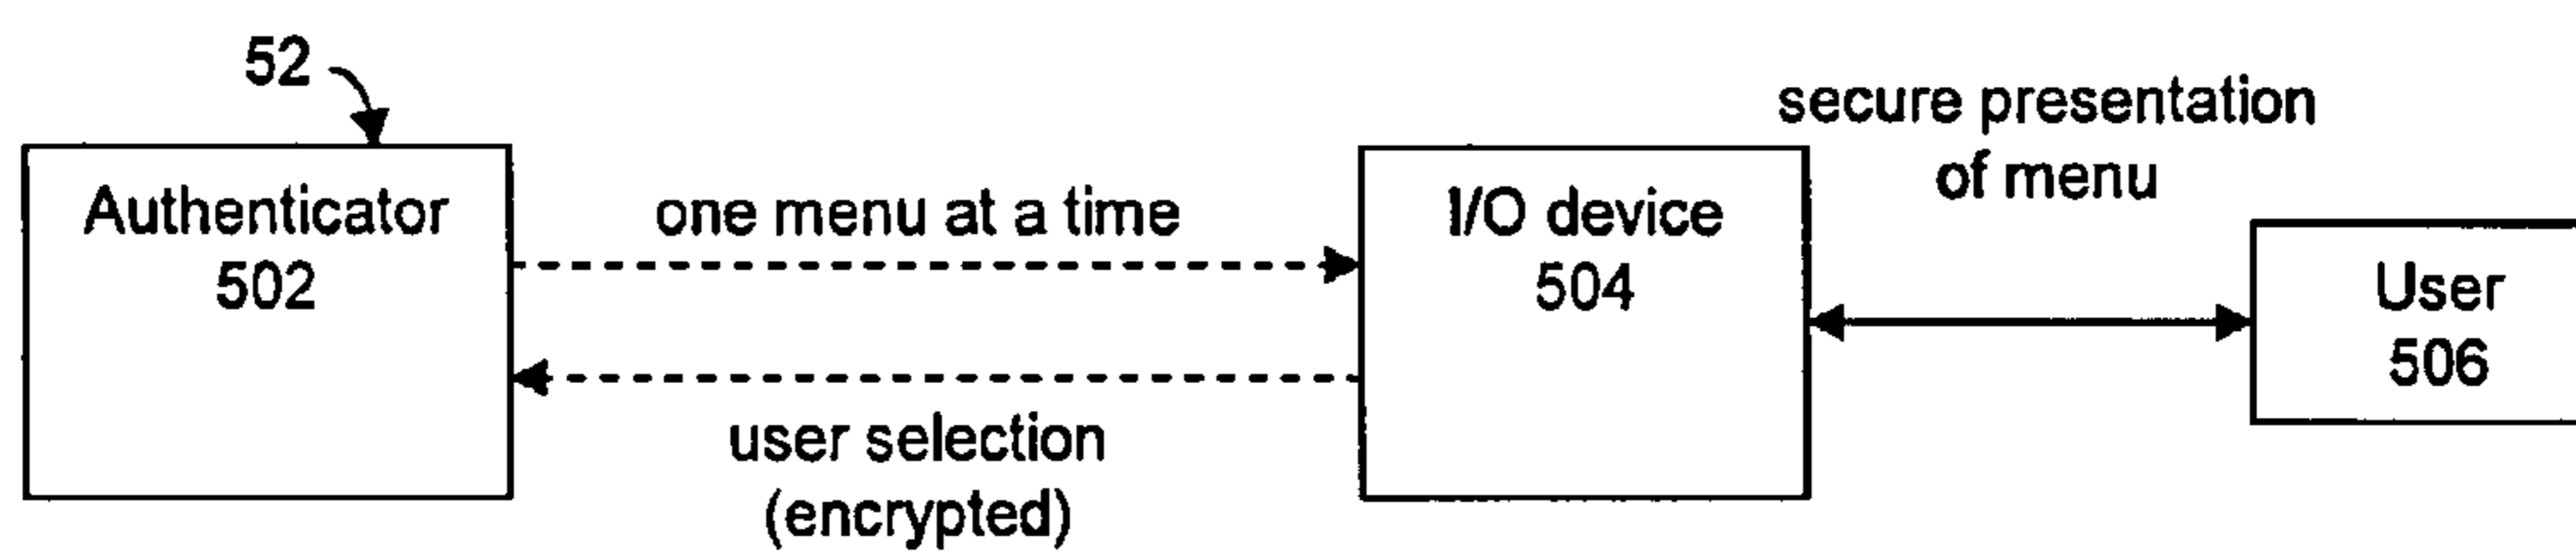 52
Authenticator
502
one menu at a time
user selection
(encrypted)
I/O device
504
secure presentation
of menu
User
506